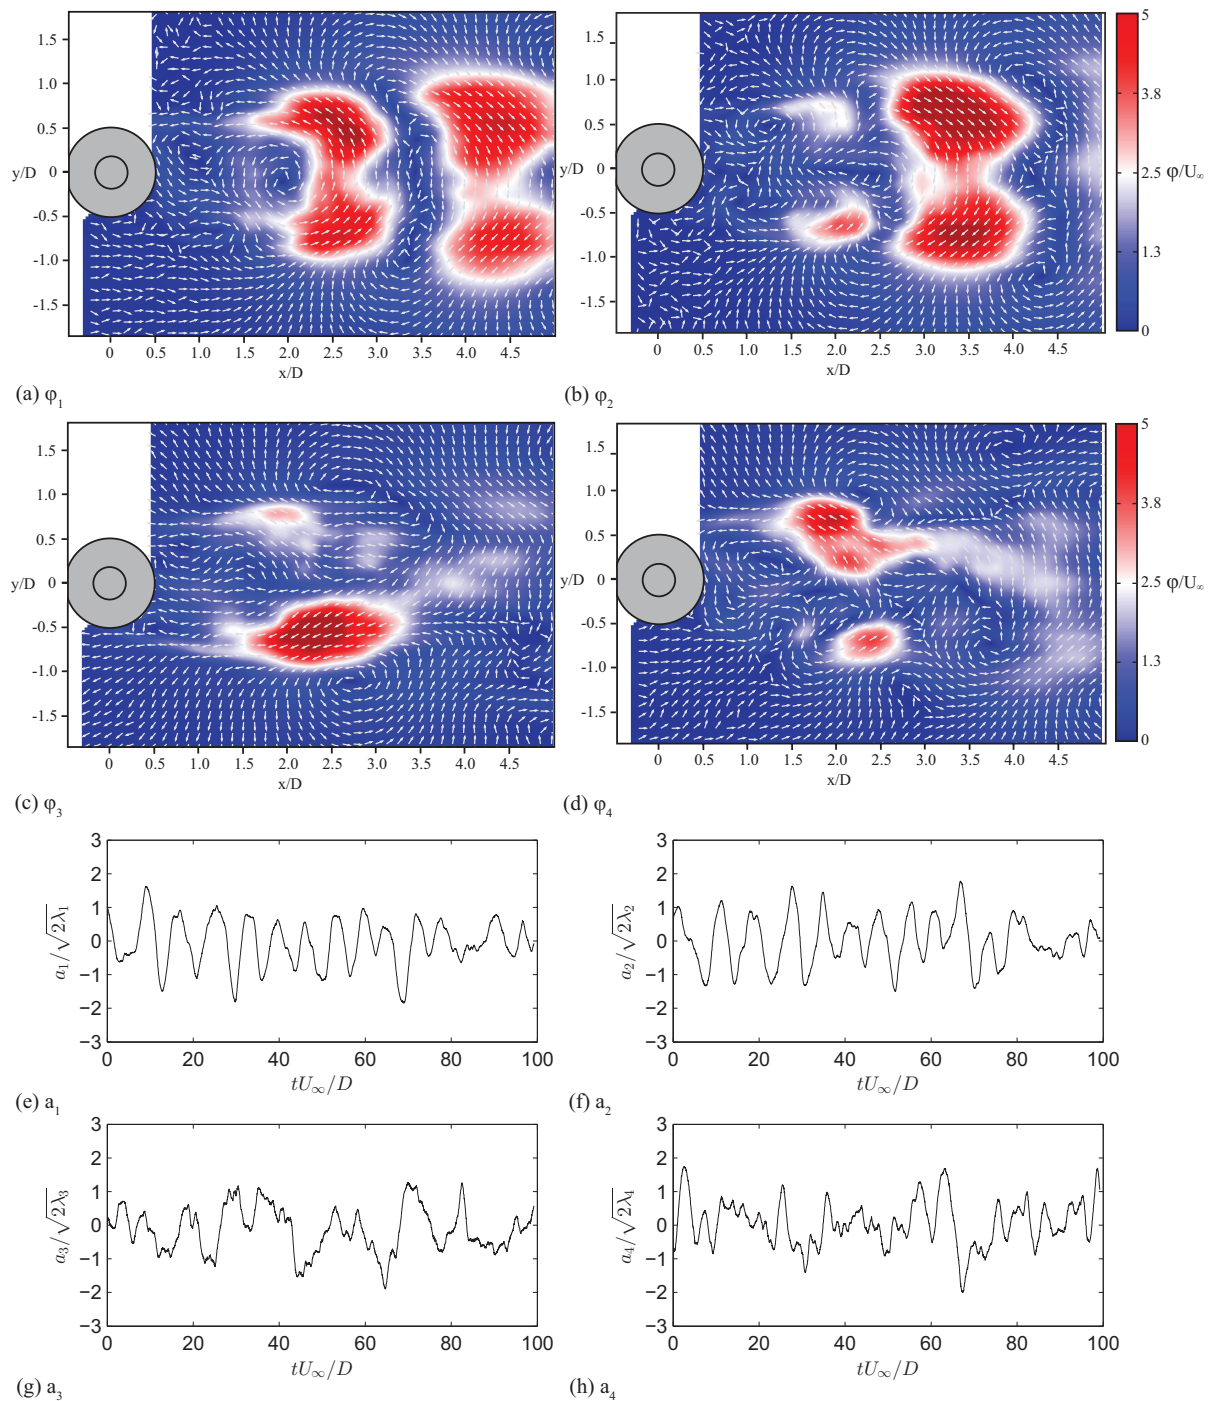 1.5
1.0
0.5
y/D 0
-0.5
-1.0
-1.5
0 0.5 1.0 1.5 2.0 2.5 3.0 3.5 4.0 4.5
x/D
(a) φ₁
1.5
1.0
0.5
y/D 0
-0.5
-1.0
-1.5
0 0.5 1.0 1.5 2.0 2.5 3.0 3.5 4.0 4.5
x/D
(b) φ₂
5
3.8
2.5 φ/U∞
1.3
0
1.5
1.0
0.5
y/D 0
-0.5
-1.0
-1.5
0 0.5 1.0 1.5 2.0 2.5 3.0 3.5 4.0 4.5
x/D
(c) φ₃
1.5
1.0
0.5
y/D 0
-0.5
-1.0
-1.5
0 0.5 1.0 1.5 2.0 2.5 3.0 3.5 4.0 4.5
x/D
(d) φ₄
5
3.8
2.5 φ/U∞
1.3
0
3
2
1
0
−1
−2
−3
a₁/√2λ₁
0 20 40 60 80 100
tU∞/D
(e) a₁
3
2
1
0
−1
−2
−3
a₂/√2λ₂
0 20 40 60 80 100
tU∞/D
(f) a₂
3
2
1
0
−1
−2
−3
a₃/√2λ₃
0 20 40 60 80 100
tU∞/D
(g) a₃
3
2
1
0
−1
−2
−3
a₄/√2λ₄
0 20 40 60 80 100
tU∞/D
(h) a₄